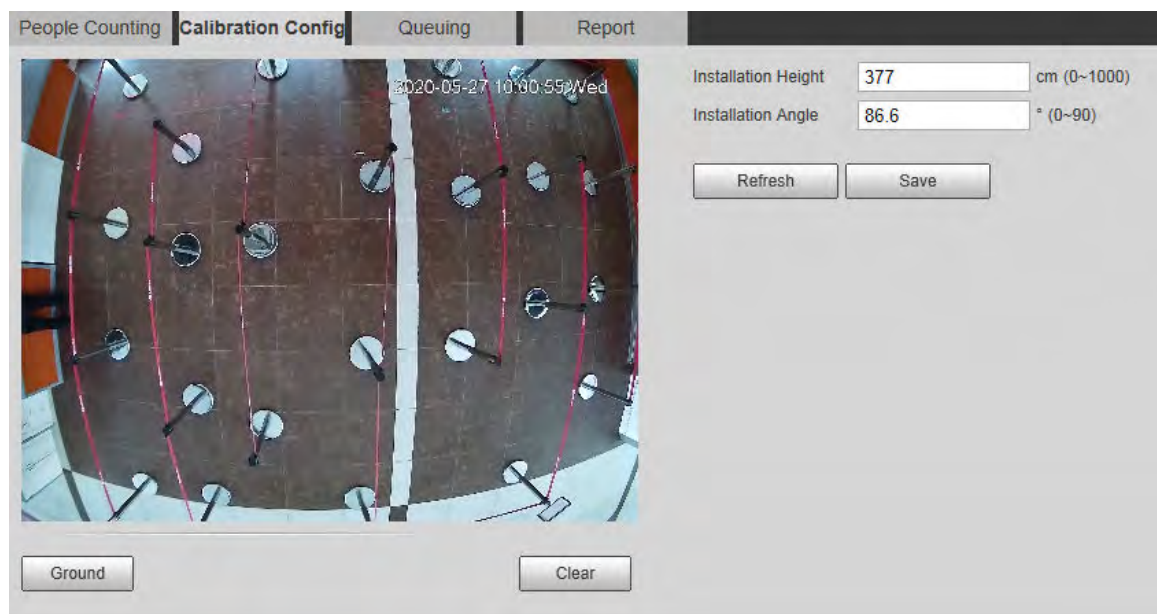 People Counting Calibration Config Queuing Report
2020-05-27 10:00:55 Wed
Installation Height 377 cm (0~1000)
Installation Angle 86.6 ° (0~90)
Refresh Save
Ground Clear